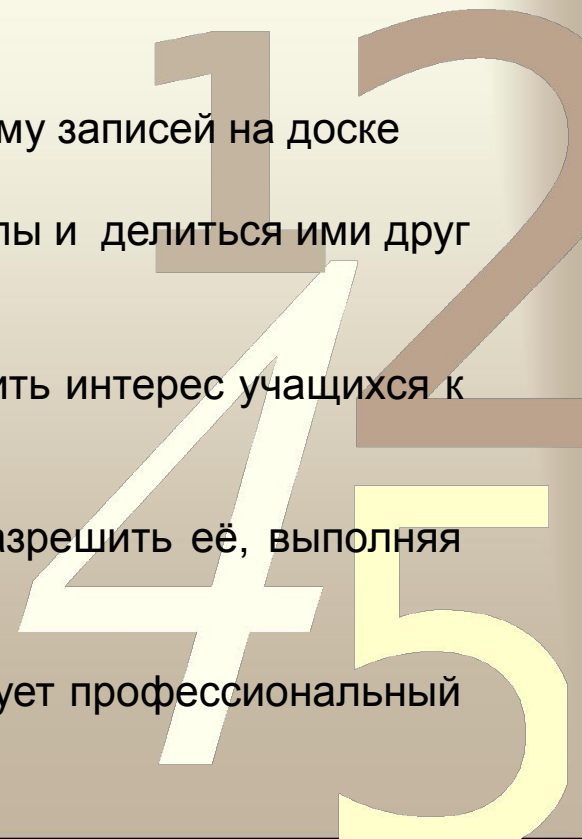 му записей на доске
лы и делиться ими друг
ить интерес учащихся к
азрешить её, выполняя
ует профессиональный
1
2
4
5